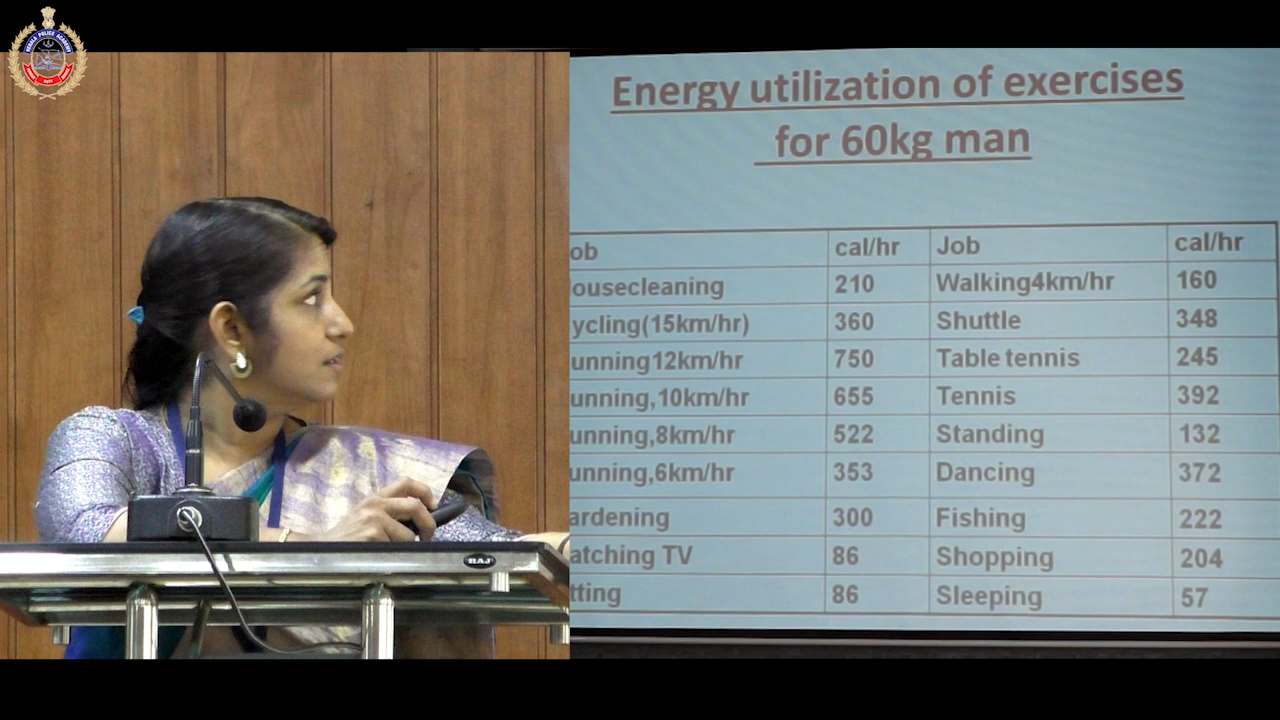 KERALA POLICE ACADEMY
Energy utilization of exercises
for 60kg man
ob cal/hr Job cal/hr
ousecleaning 210 Walking4km/hr 160
ycling(15km/hr) 360 Shuttle 348
unning12km/hr 750 Table tennis 245
unning,10km/hr 655 Tennis 392
unning,8km/hr 522 Standing 132
unning,6km/hr 353 Dancing 372
ardening 300 Fishing 222
atching TV 86 Shopping 204
tting 86 Sleeping 57
RAJ